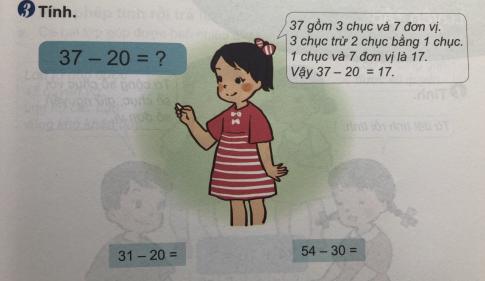 3 Tính.
37 – 20 = ?
37 gồm 3 chục và 7 đơn vị.
3 chục trừ 2 chục bằng 1 chục.
1 chục và 7 đơn vị là 17.
Vậy 37 – 20 = 17.
31 – 20 =
54 – 30 =